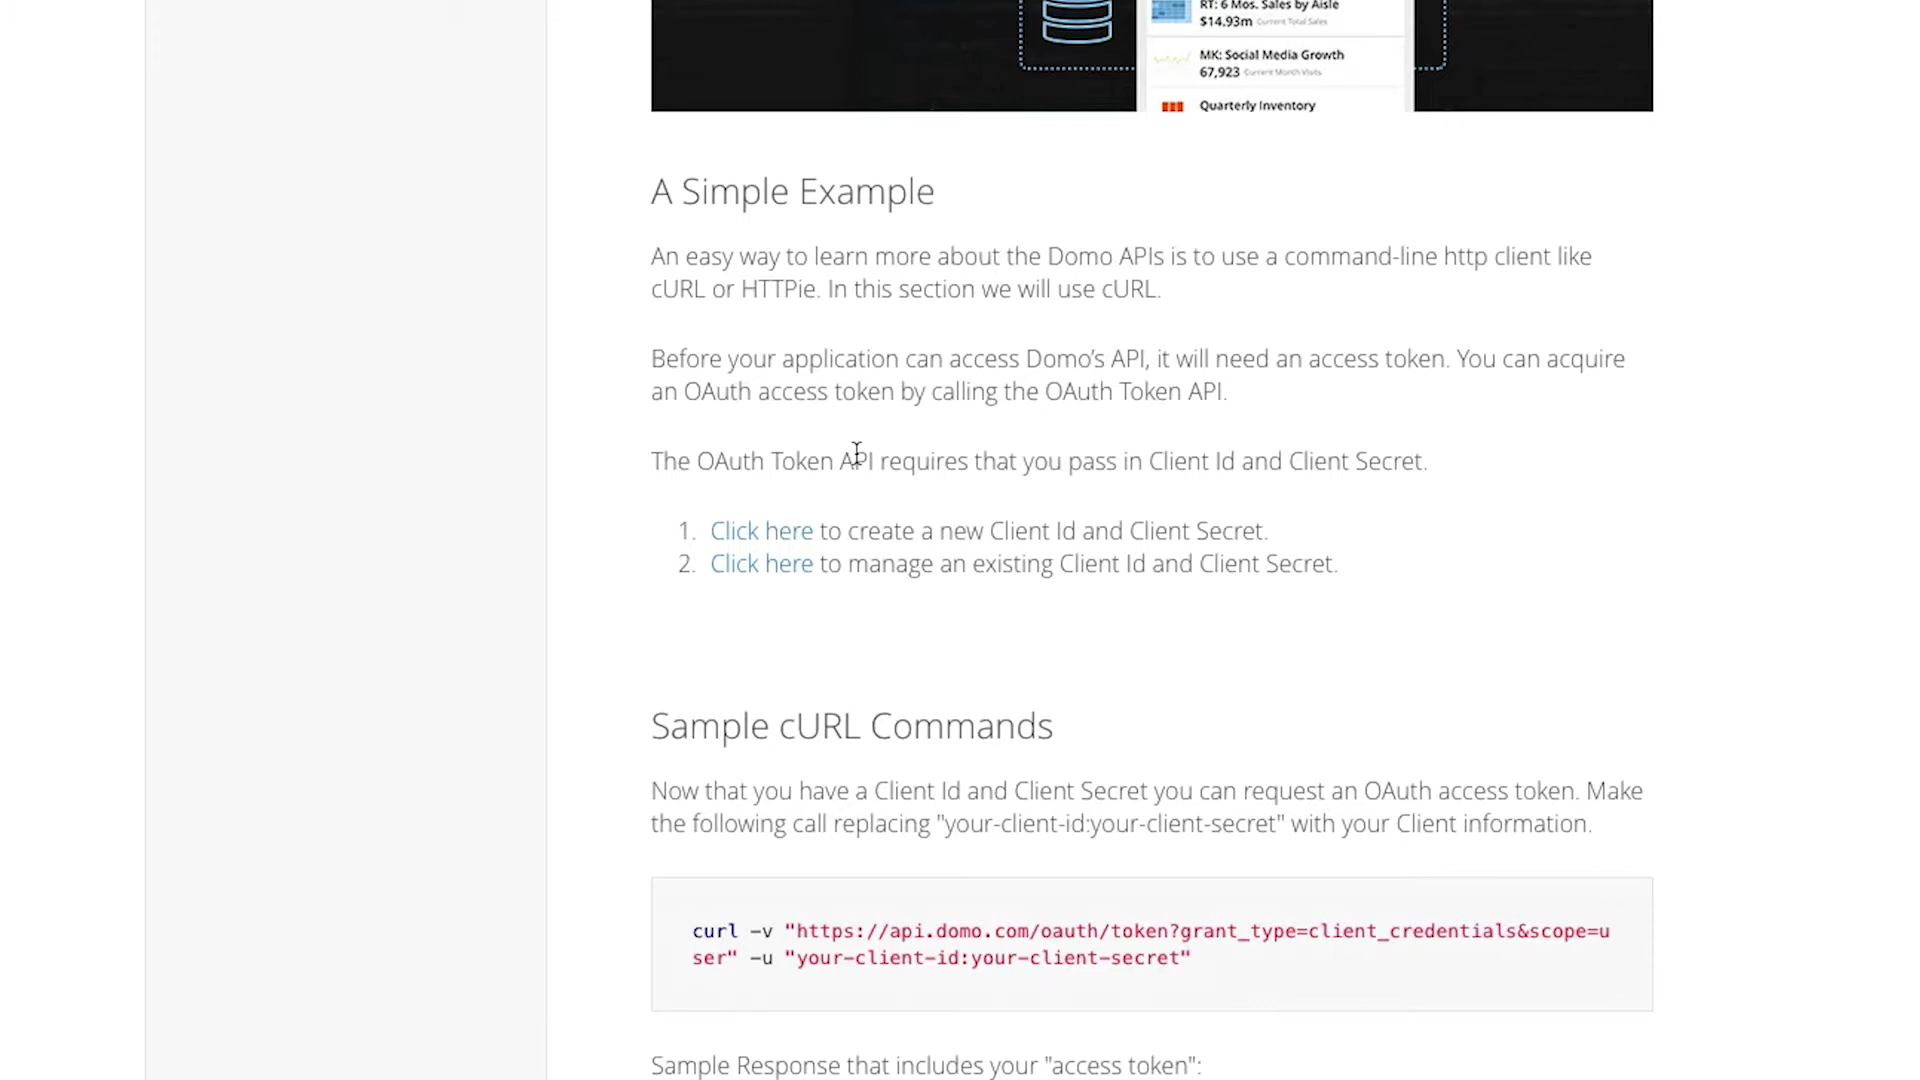 RT: 6 Mos. Sales by Aisle
$14.93m Current Total Sales
MK: Social Media Growth
67,923 Current Month Visits
Quarterly Inventory
A Simple Example
An easy way to learn more about the Domo APIs is to use a command-line http client like
cURL or HTTPie. In this section we will use cURL.
Before your application can access Domo’s API, it will need an access token. You can acquire
an OAuth access token by calling the OAuth Token API.
The OAuth Token API requires that you pass in Client Id and Client Secret.
1. Click here to create a new Client Id and Client Secret.
2. Click here to manage an existing Client Id and Client Secret.
Sample cURL Commands
Now that you have a Client Id and Client Secret you can request an OAuth access token. Make
the following call replacing "your-client-id:your-client-secret" with your Client information.
curl -v "https://api.domo.com/oauth/token?grant_type=client_credentials&scope=u
ser" -u "your-client-id:your-client-secret"
Sample Response that includes your "access token":